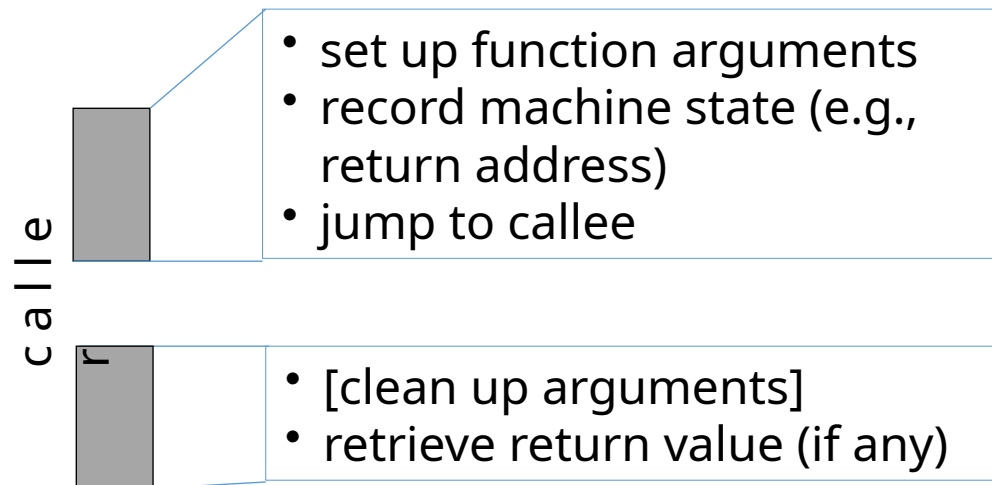 • set up function arguments
• record machine state (e.g.,
return address)
• jump to callee
calle
r
• [clean up arguments]
• retrieve return value (if any)